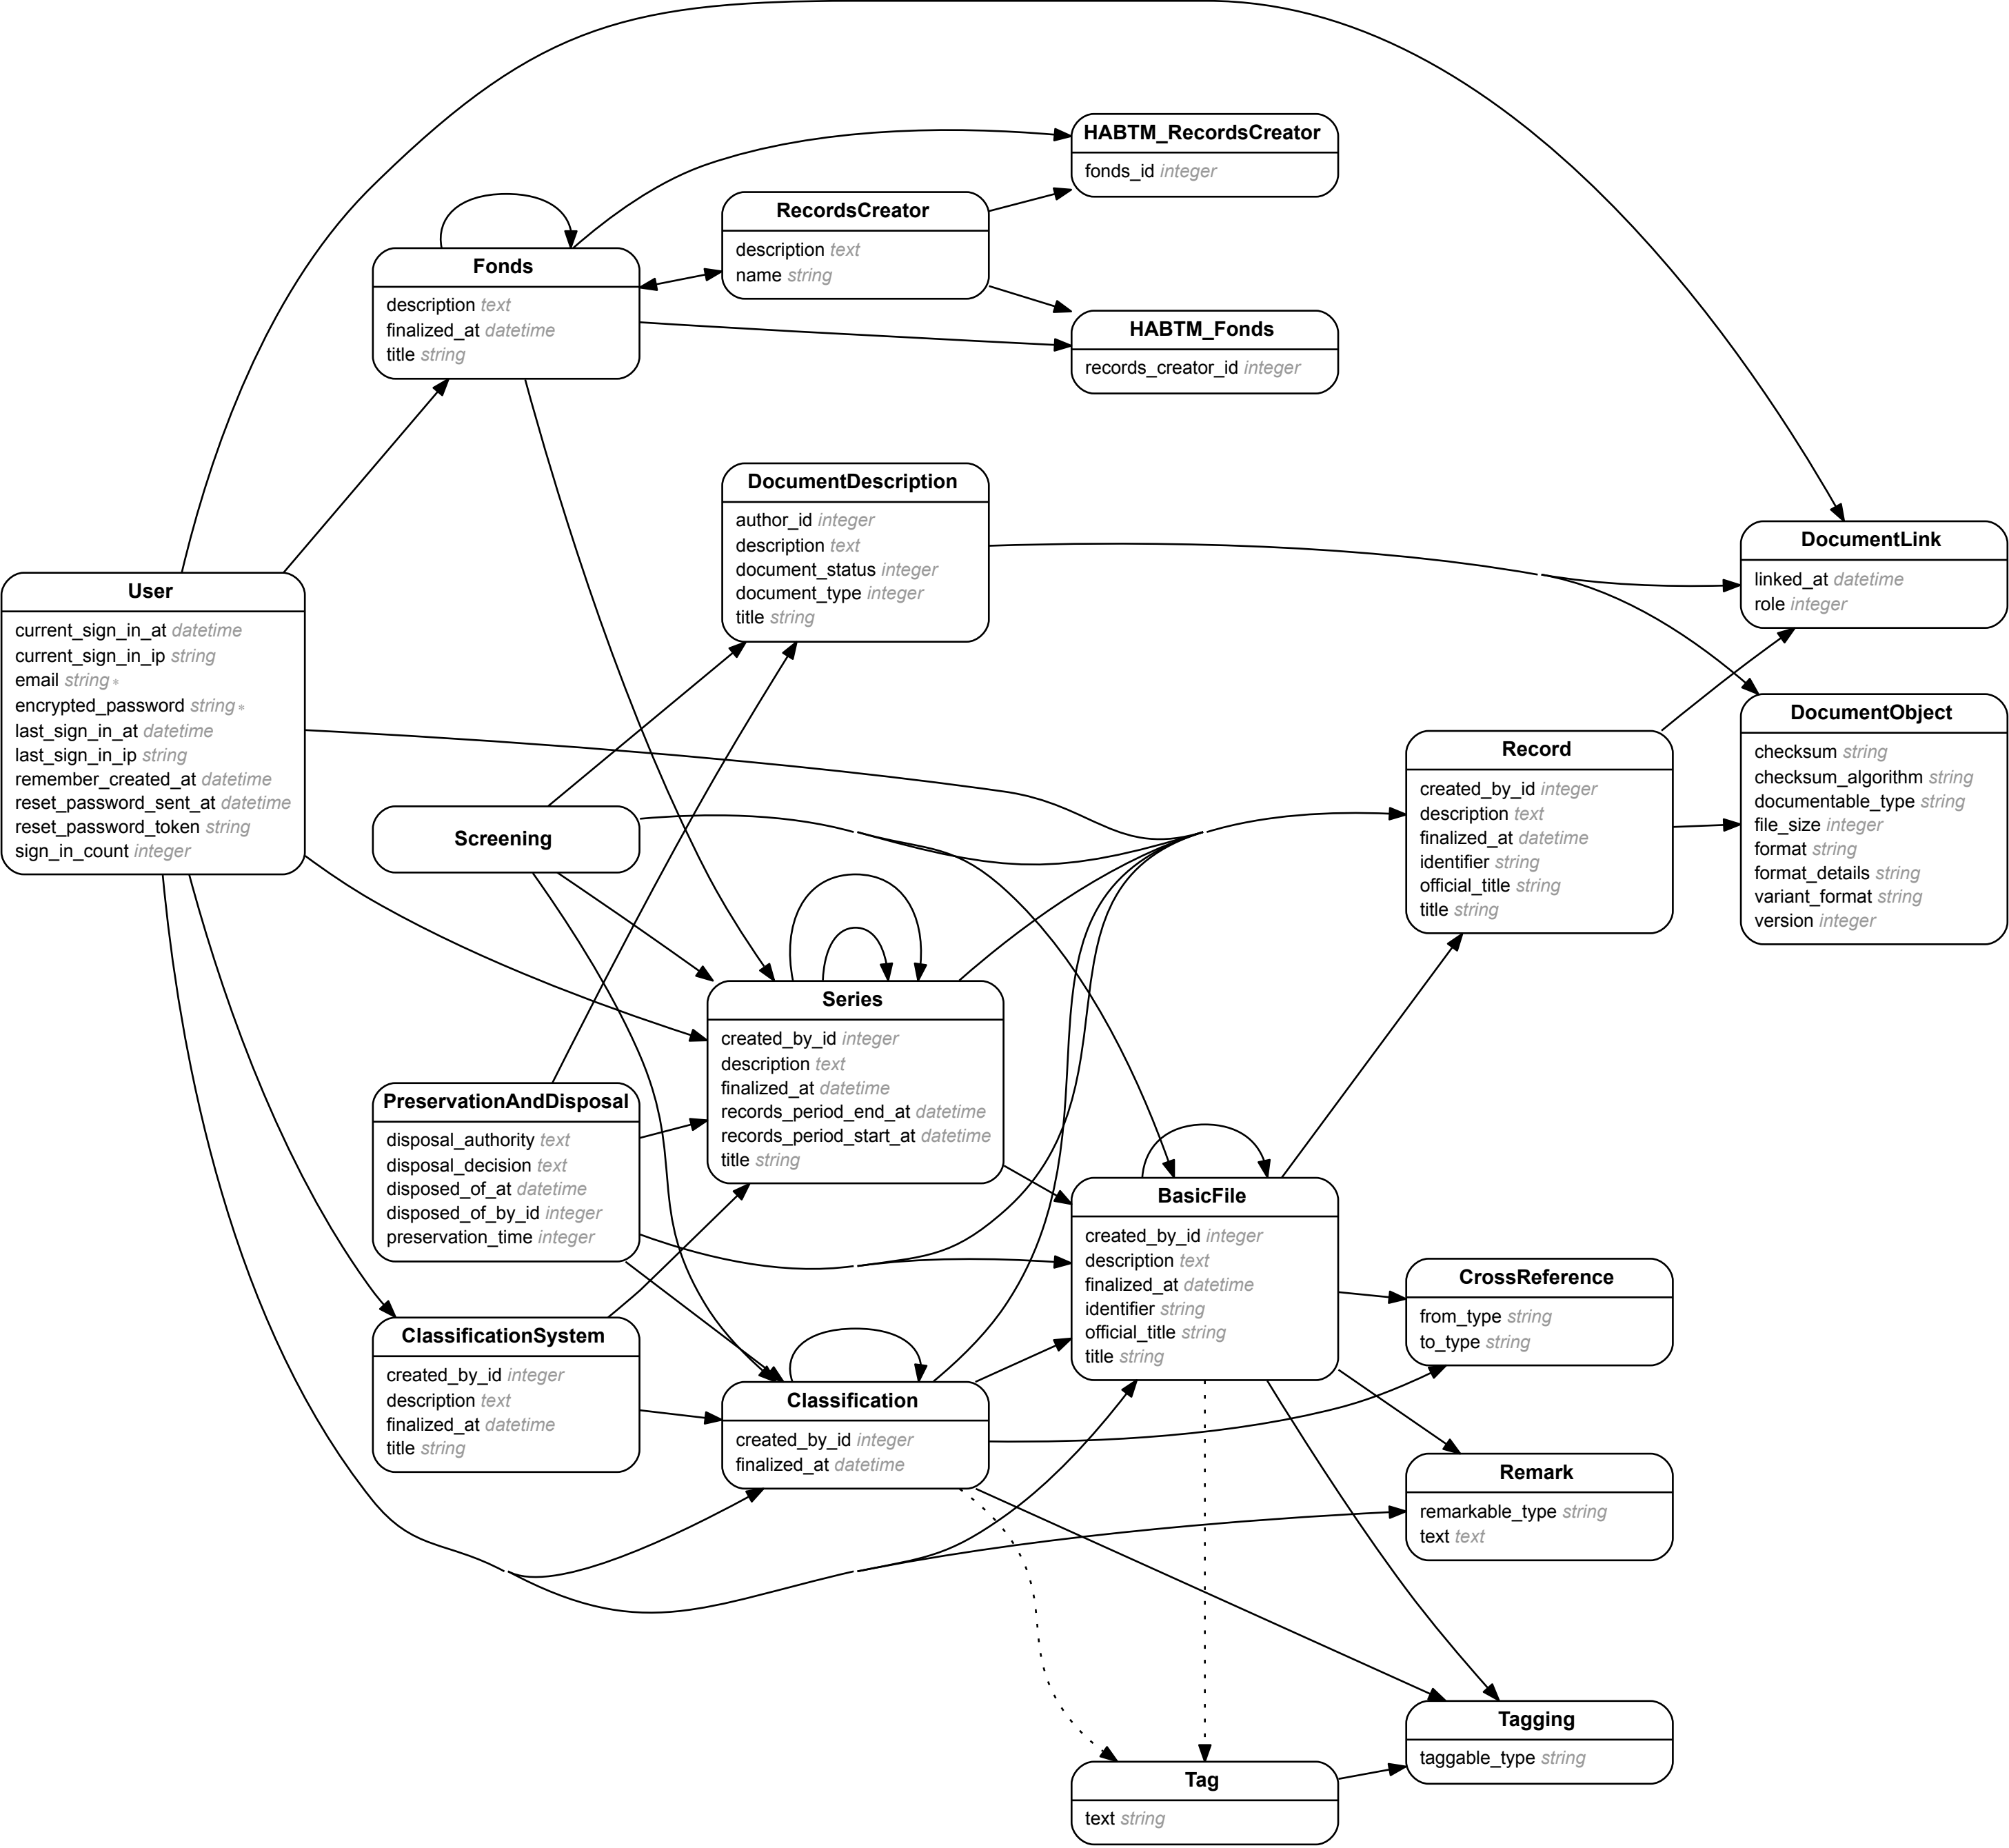 HABTM_RecordsCreator
fonds_id integer
RecordsCreator
description text
name string
Fonds
description text
finalized_at datetime
title string
HABTM_Fonds
records_creator_id integer
DocumentDescription
author_id integer
description text
document_status integer
document_type integer
title string
DocumentLink
linked_at datetime
role integer
User
current_sign_in_at datetime
current_sign_in_ip string
email string *
encrypted_password string *
last_sign_in_at datetime
last_sign_in_ip string
remember_created_at datetime
reset_password_sent_at datetime
reset_password_token string
sign_in_count integer
DocumentObject
checksum string
checksum_algorithm string
documentable_type string
file_size integer
format string
format_details string
variant_format string
version integer
Record
created_by_id integer
description text
finalized_at datetime
identifier string
official_title string
title string
Screening
Series
created_by_id integer
description text
finalized_at datetime
records_period_end_at datetime
records_period_start_at datetime
title string
PreservationAndDisposal
disposal_authority text
disposal_decision text
disposed_of_at datetime
disposed_of_by_id integer
preservation_time integer
BasicFile
created_by_id integer
description text
finalized_at datetime
identifier string
official_title string
title string
CrossReference
from_type string
to_type string
ClassificationSystem
created_by_id integer
description text
finalized_at datetime
title string
Classification
created_by_id integer
finalized_at datetime
Remark
remarkable_type string
text text
Tagging
taggable_type string
Tag
text string